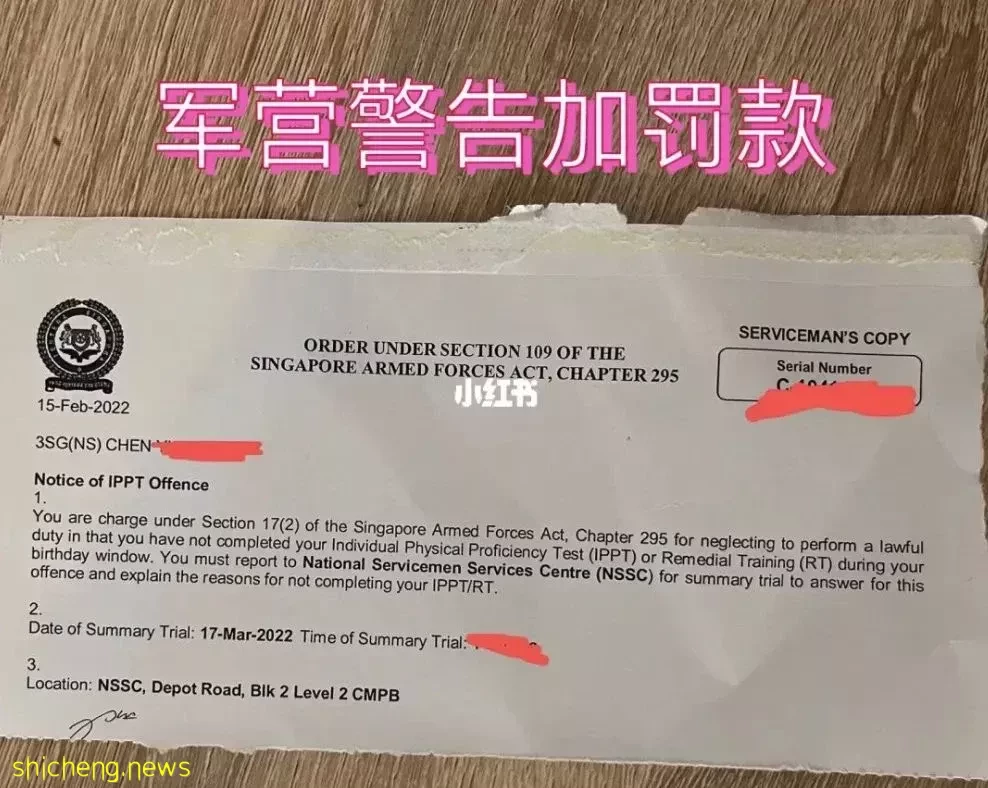 军营警告加罚款
SERVICEMAN'S COPY
ORDER UNDER SECTION 109 OF THE
SINGAPORE ARMED FORCES ACT, CHAPTER 295
Serial Number
小红书
15-Feb-2022
3SG(NS) CHEN
Notice of IPPT Offence
1.
You are charge under Section 17(2) of the Singapore Armed Forces Act, Chapter 295 for neglecting to perform a lawful
duty in that you have not completed your Individual Physical Proficiency Test (IPPT) or Remedial Training (RT) during your
birthday window. You must report to National Servicemen Services Centre (NSSC) for summary trial to answer for this
offence and explain the reasons for not completing your IPPT/RT.
2.
Date of Summary Trial: 17-Mar-2022 Time of Summary Trial:
3.
Location: NSSC, Depot Road, Blk 2 Level 2 CMPB
shicheng.news